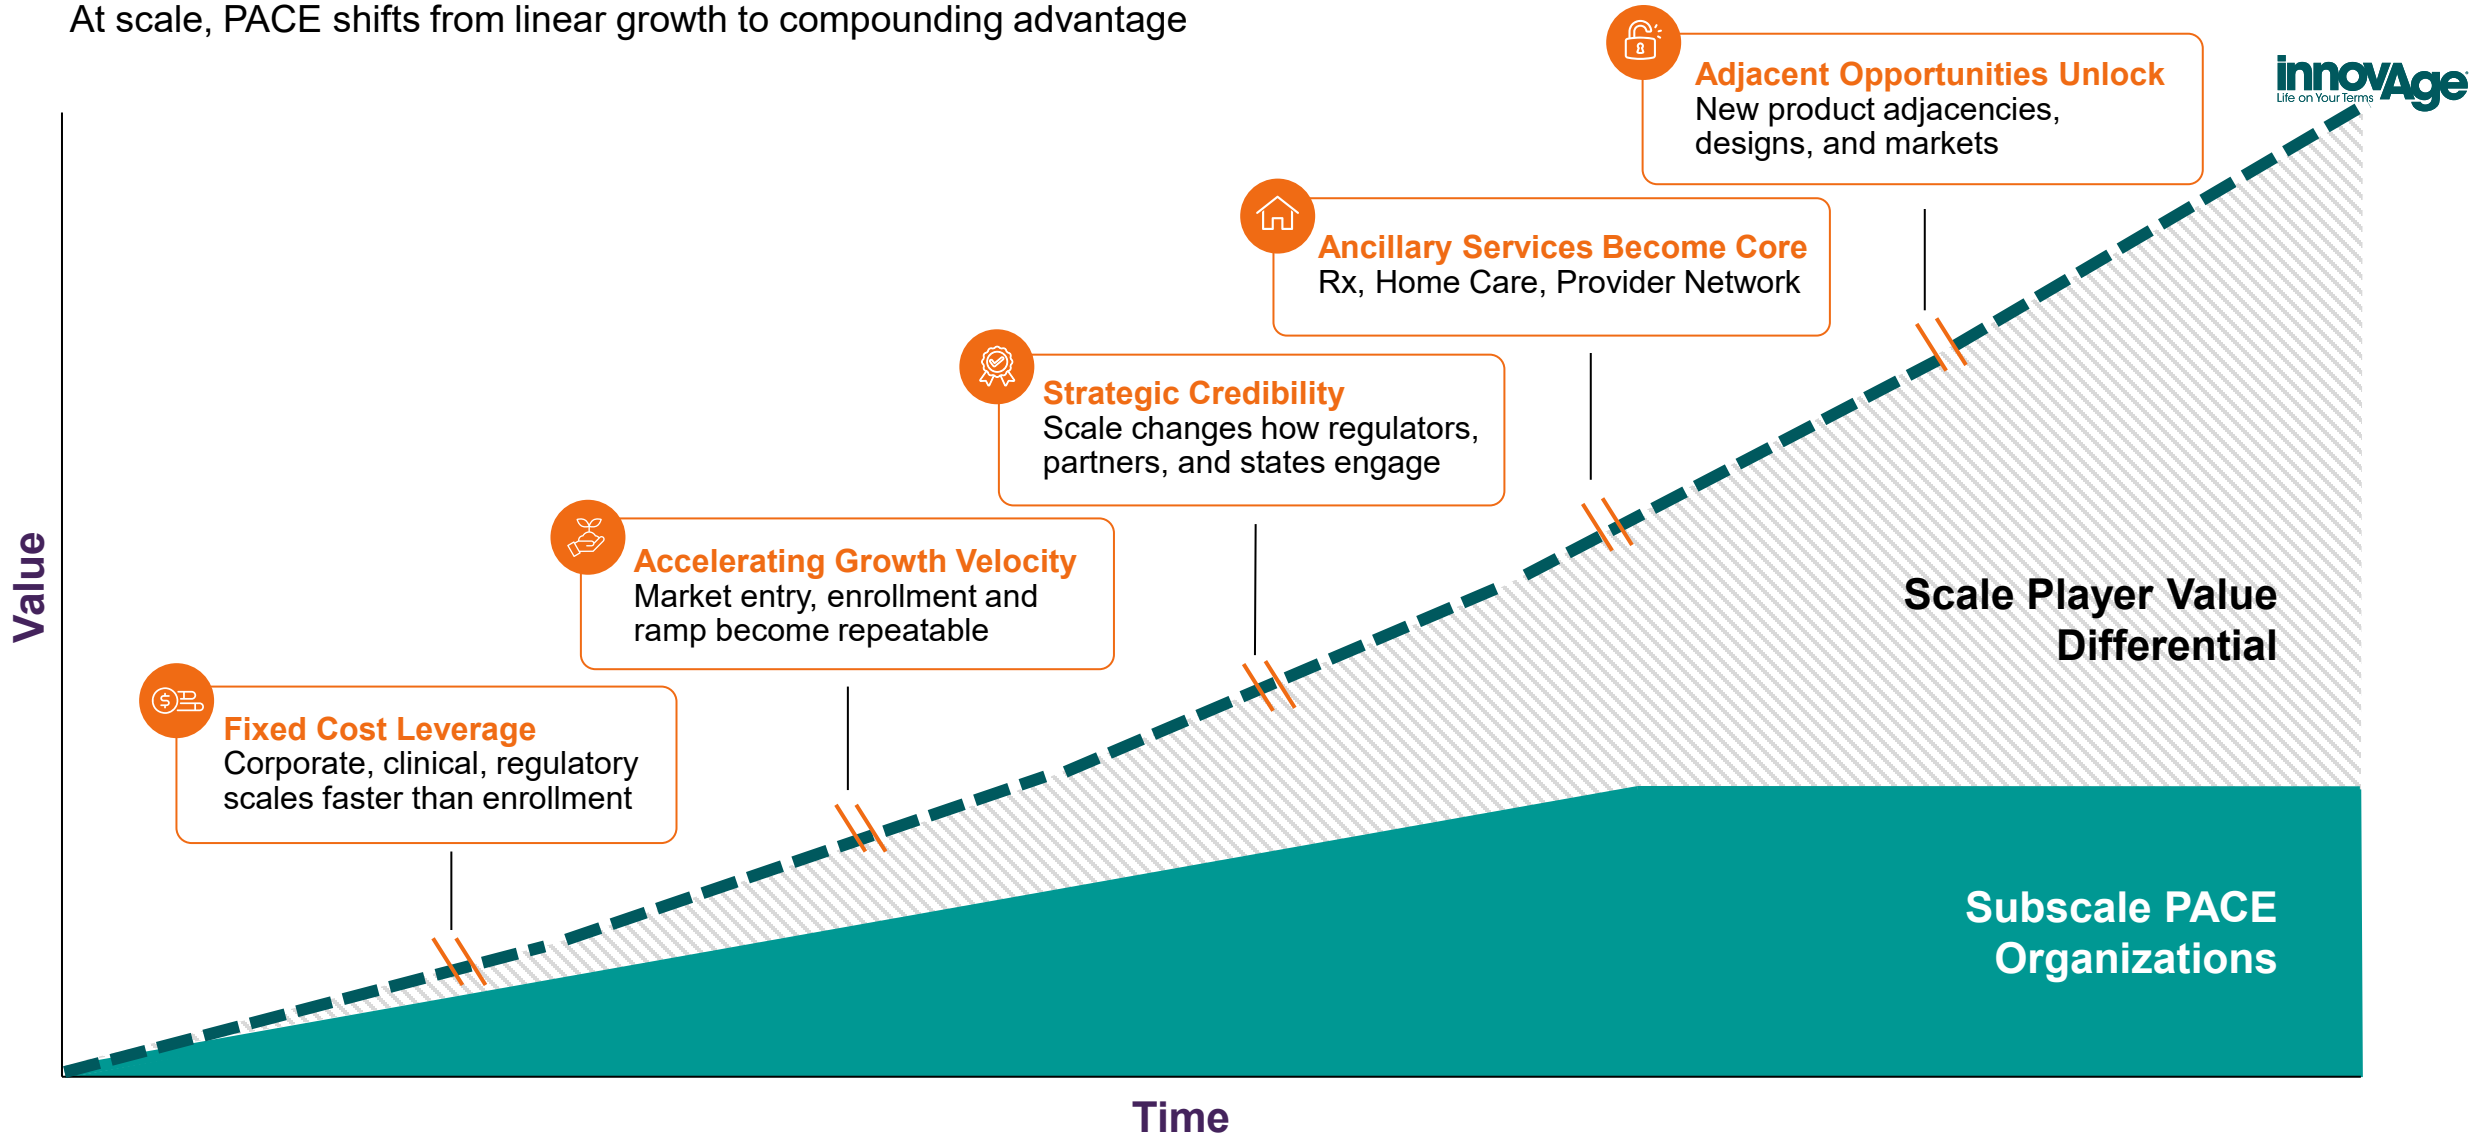 At scale, PACE shifts from linear growth to compounding advantage
Adjacent Opportunities Unlock
New product adjacencies,
designs, and markets
innovAge
Life on Your Terms
Ancillary Services Become Core
Rx, Home Care, Provider Network
Strategic Credibility
Scale changes how regulators,
partners, and states engage
Accelerating Growth Velocity
Market entry, enrollment and
ramp become repeatable
Fixed Cost Leverage
Corporate, clinical, regulatory
scales faster than enrollment
Value
Scale Player Value
Differential
Subscale PACE
Organizations
Time